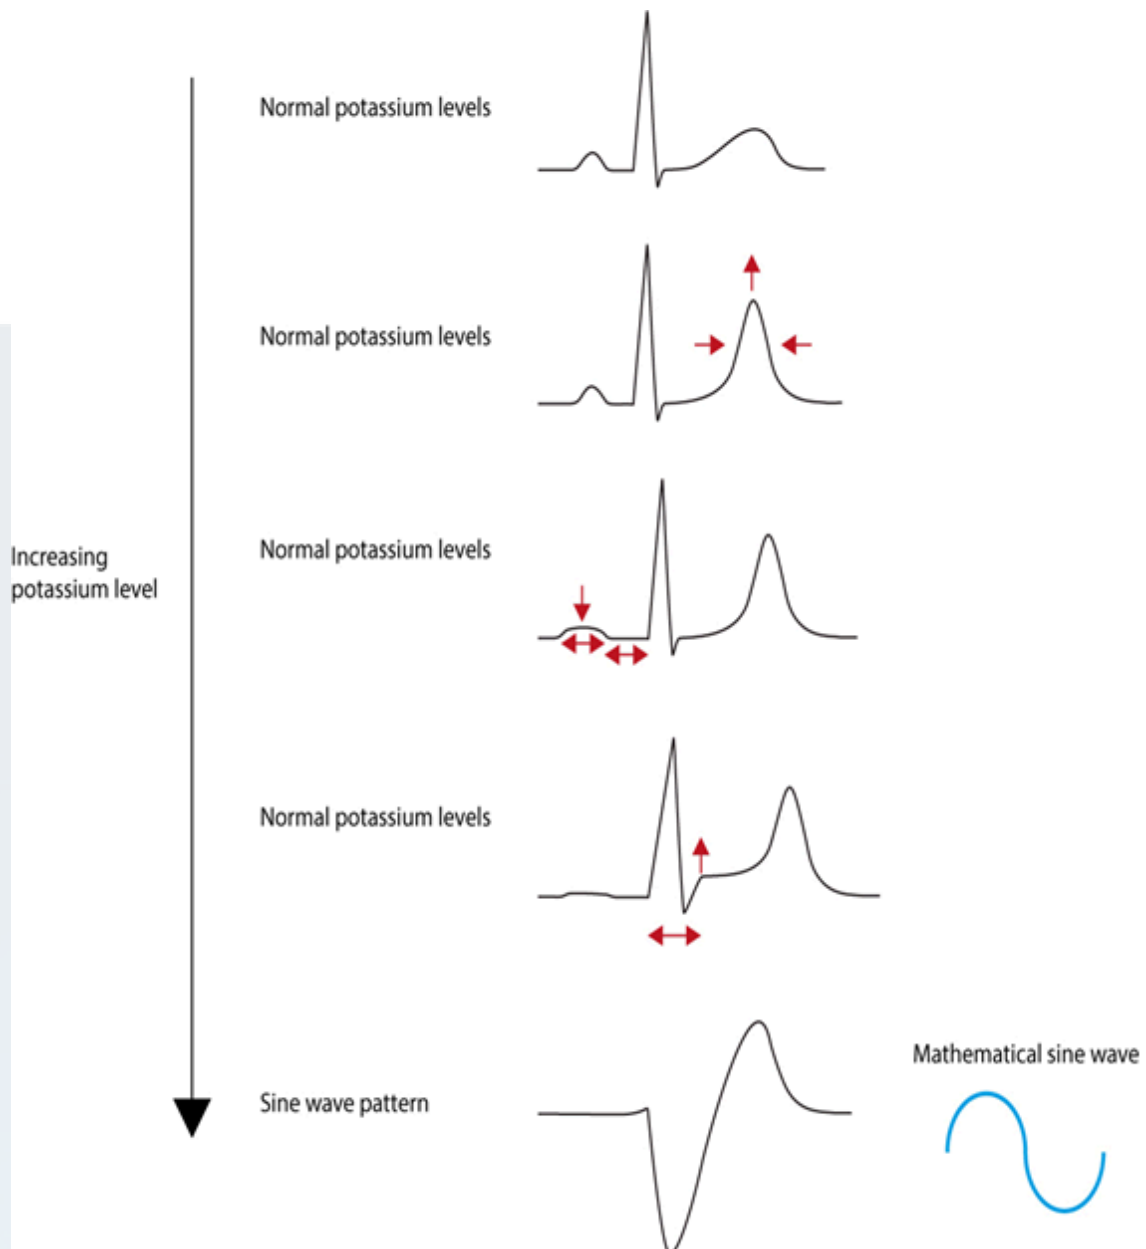 Normal potassium levels
Normal potassium levels
Normal potassium levels
Increasing
potassium level
Normal potassium levels
Mathematical sine wave
Sine wave pattern